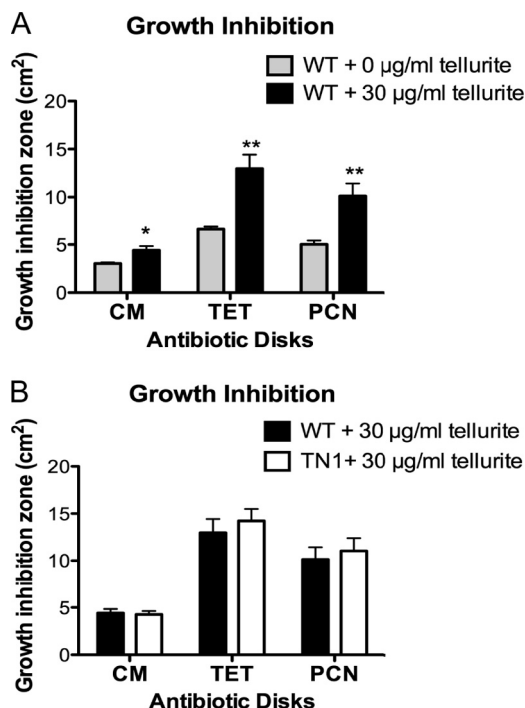 A
Growth Inhibition
WT + 0 µg/ml tellurite
WT + 30 µg/ml tellurite
Growth inhibition zone (cm²)
20
15
10
5
0
*
**
**
CM TET PCN
Antibiotic Disks
B
Growth Inhibition
WT + 30 µg/ml tellurite
TN1+ 30 µg/ml tellurite
Growth inhibition zone (cm²)
20
15
10
5
0
CM TET PCN
Antibiotic Disks